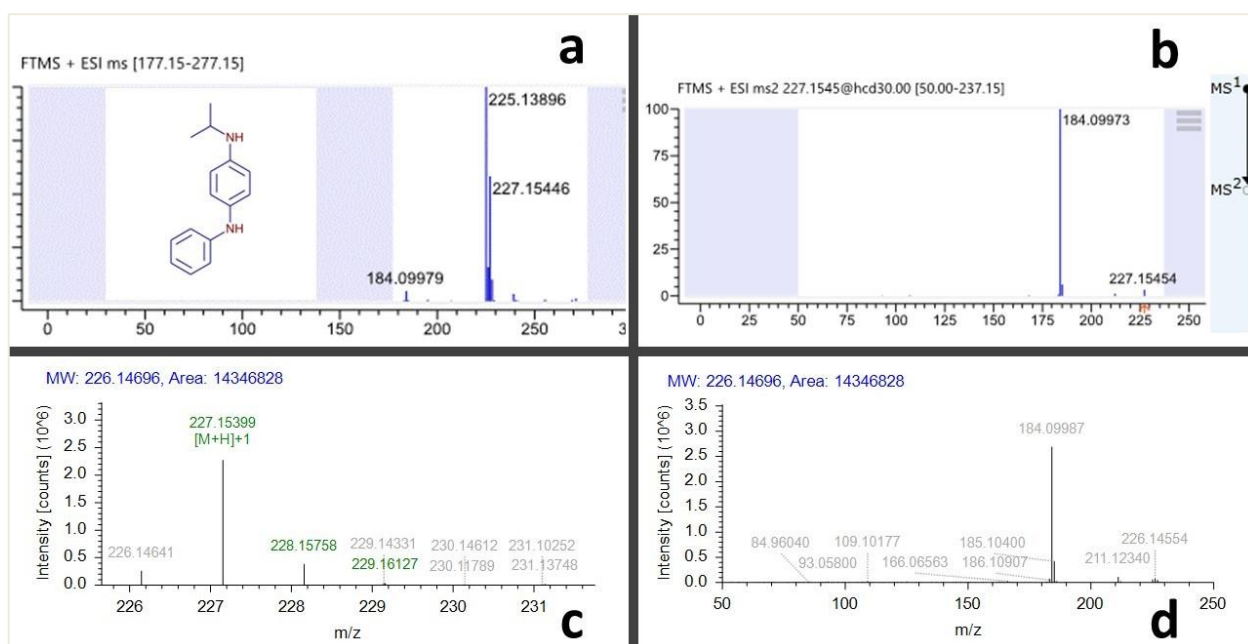 a
FTMS + ESI ms [177.15-277.15]
225.13896
NH
227.15446
NH
184.09979
0 50 100 150 200 250 3
b
FTMS + ESI ms2 227.1545@hcd30.00 [50.00-237.15]
MS1
100
184.09973
75
MS2
50
25
227.15454
0
0 25 50 75 100 125 150 175 200 225 250
MW: 226.14696, Area: 14346828
Intensity [counts] (10^6)
3.0
227.15399
[M+H]+1
2.5
2.0
1.5
1.0
228.15758
229.14331
230.14612
231.10252
226.14641
0.5
229.16127
230.11789
231.13748
0.0
226 227 228 229 230 231
m/z
c
MW: 226.14696, Area: 14346828
Intensity [counts] (10^6)
3.5
3.0
184.09987
2.5
2.0
1.5
1.0
84.96040
109.10177
185.10400
226.14554
0.5
93.05800
166.06563
186.10907
211.12340
0.0
50 100 150 200 250
m/z
d